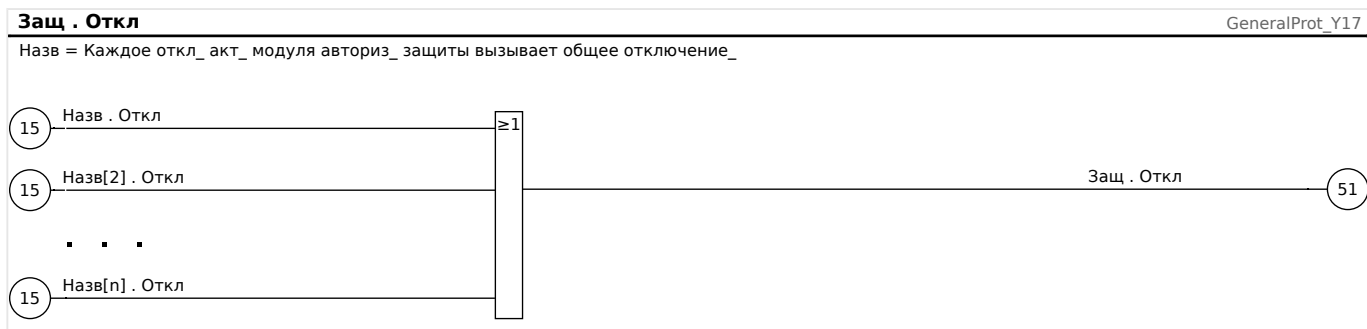 Защ . Откл
GeneralProt_Y17
Назв = Каждое откл_ акт_ модуля авториз_ защиты вызывает общее отключение_
Назв . Откл
15
≥1
Назв[2] . Откл
15
Защ . Откл
51
. . .
Назв[n] . Откл
15